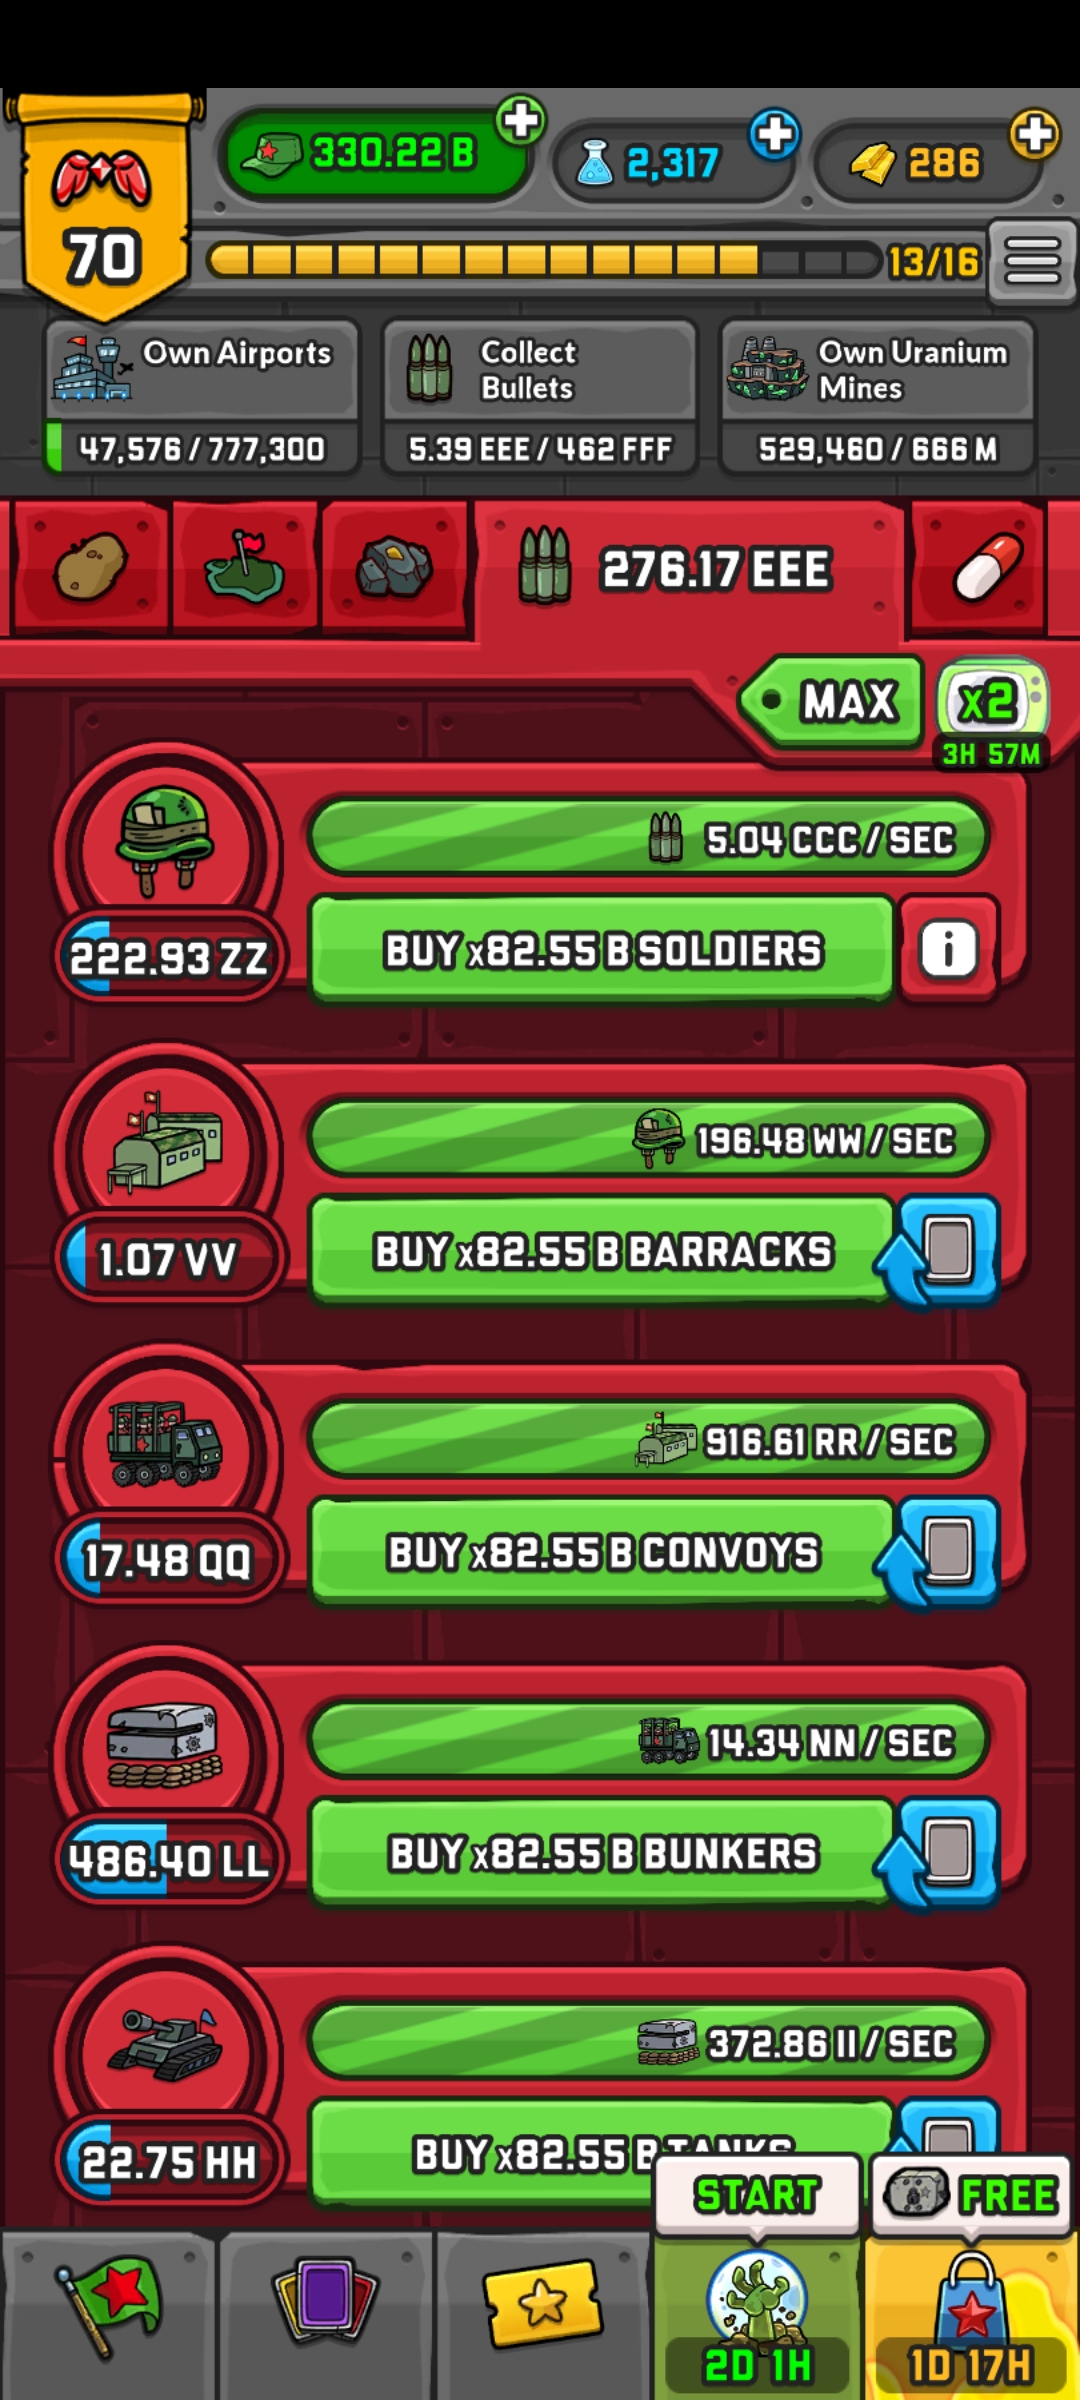 330.22 B
2,317
286
70
13/16
Own Airports
47,576 / 777,300
Collect
Bullets
5.39 EEE / 462 FFF
Own Uranium
Mines
529,460 / 666 M
276.17 EEE
MAX
x2
3H 57M
5.04 CCC / SEC
222.93 ZZ
BUY x82.55 B SOLDIERS
i
196.48 WW / SEC
1.07 VV
BUY x82.55 B BARRACKS
916.61 RR / SEC
17.48 QQ
BUY x82.55 B CONVOYS
14.34 NN / SEC
486.40 LL
BUY x82.55 B BUNKERS
372.86 II / SEC
22.75 HH
BUY x82.55 B TANKS
START
FREE
2D 1H
1D 17H